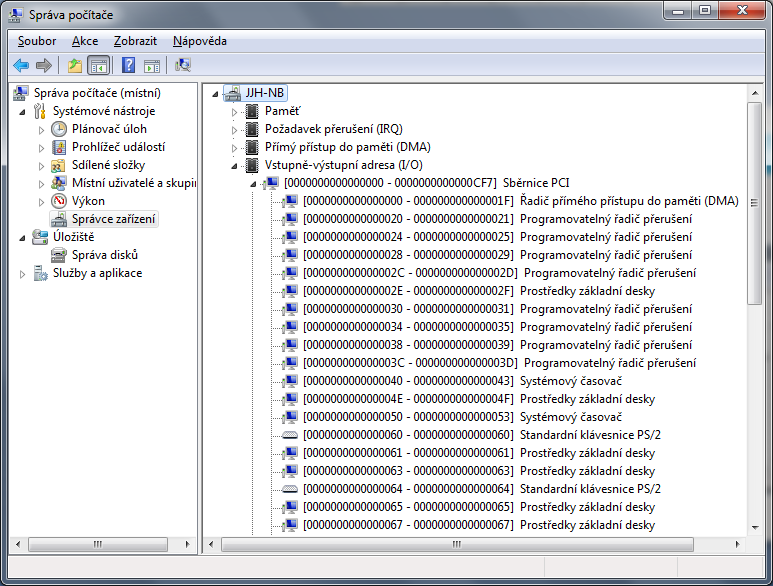 Správa počítače
Soubor Akce Zobrazit Nápověda
Správa počítače (místní)
Systémové nástroje
Plánovač úloh
Prohlížeč událostí
Sdílené složky
Místní uživatelé a skupin
Výkon
Správce zařízení
Úložiště
Správa disků
Služby a aplikace
JJH-NB
Paměť
Požadavek přerušení (IRQ)
Přímý přístup do paměti (DMA)
Vstupně-výstupní adresa (I/O)
[0000000000000000 - 0000000000000CF7] Sběrnice PCI
[0000000000000000 - 000000000000001F] Řadič přímého přístupu do paměti (DMA)
[0000000000000020 - 0000000000000021] Programovatelný řadič přerušení
[0000000000000024 - 0000000000000025] Programovatelný řadič přerušení
[0000000000000028 - 0000000000000029] Programovatelný řadič přerušení
[000000000000002C - 000000000000002D] Programovatelný řadič přerušení
[000000000000002E - 000000000000002F] Prostředky základní desky
[0000000000000030 - 0000000000000031] Programovatelný řadič přerušení
[0000000000000034 - 0000000000000035] Programovatelný řadič přerušení
[0000000000000038 - 0000000000000039] Programovatelný řadič přerušení
[000000000000003C - 000000000000003D] Programovatelný řadič přerušení
[0000000000000040 - 0000000000000043] Systémový časovač
[000000000000004E - 000000000000004F] Prostředky základní desky
[0000000000000050 - 0000000000000053] Systémový časovač
[0000000000000060 - 0000000000000060] Standardní klávesnice PS/2
[0000000000000061 - 0000000000000061] Prostředky základní desky
[0000000000000063 - 0000000000000063] Prostředky základní desky
[0000000000000064 - 0000000000000064] Standardní klávesnice PS/2
[0000000000000065 - 0000000000000065] Prostředky základní desky
[0000000000000067 - 0000000000000067] Prostředky základní desky